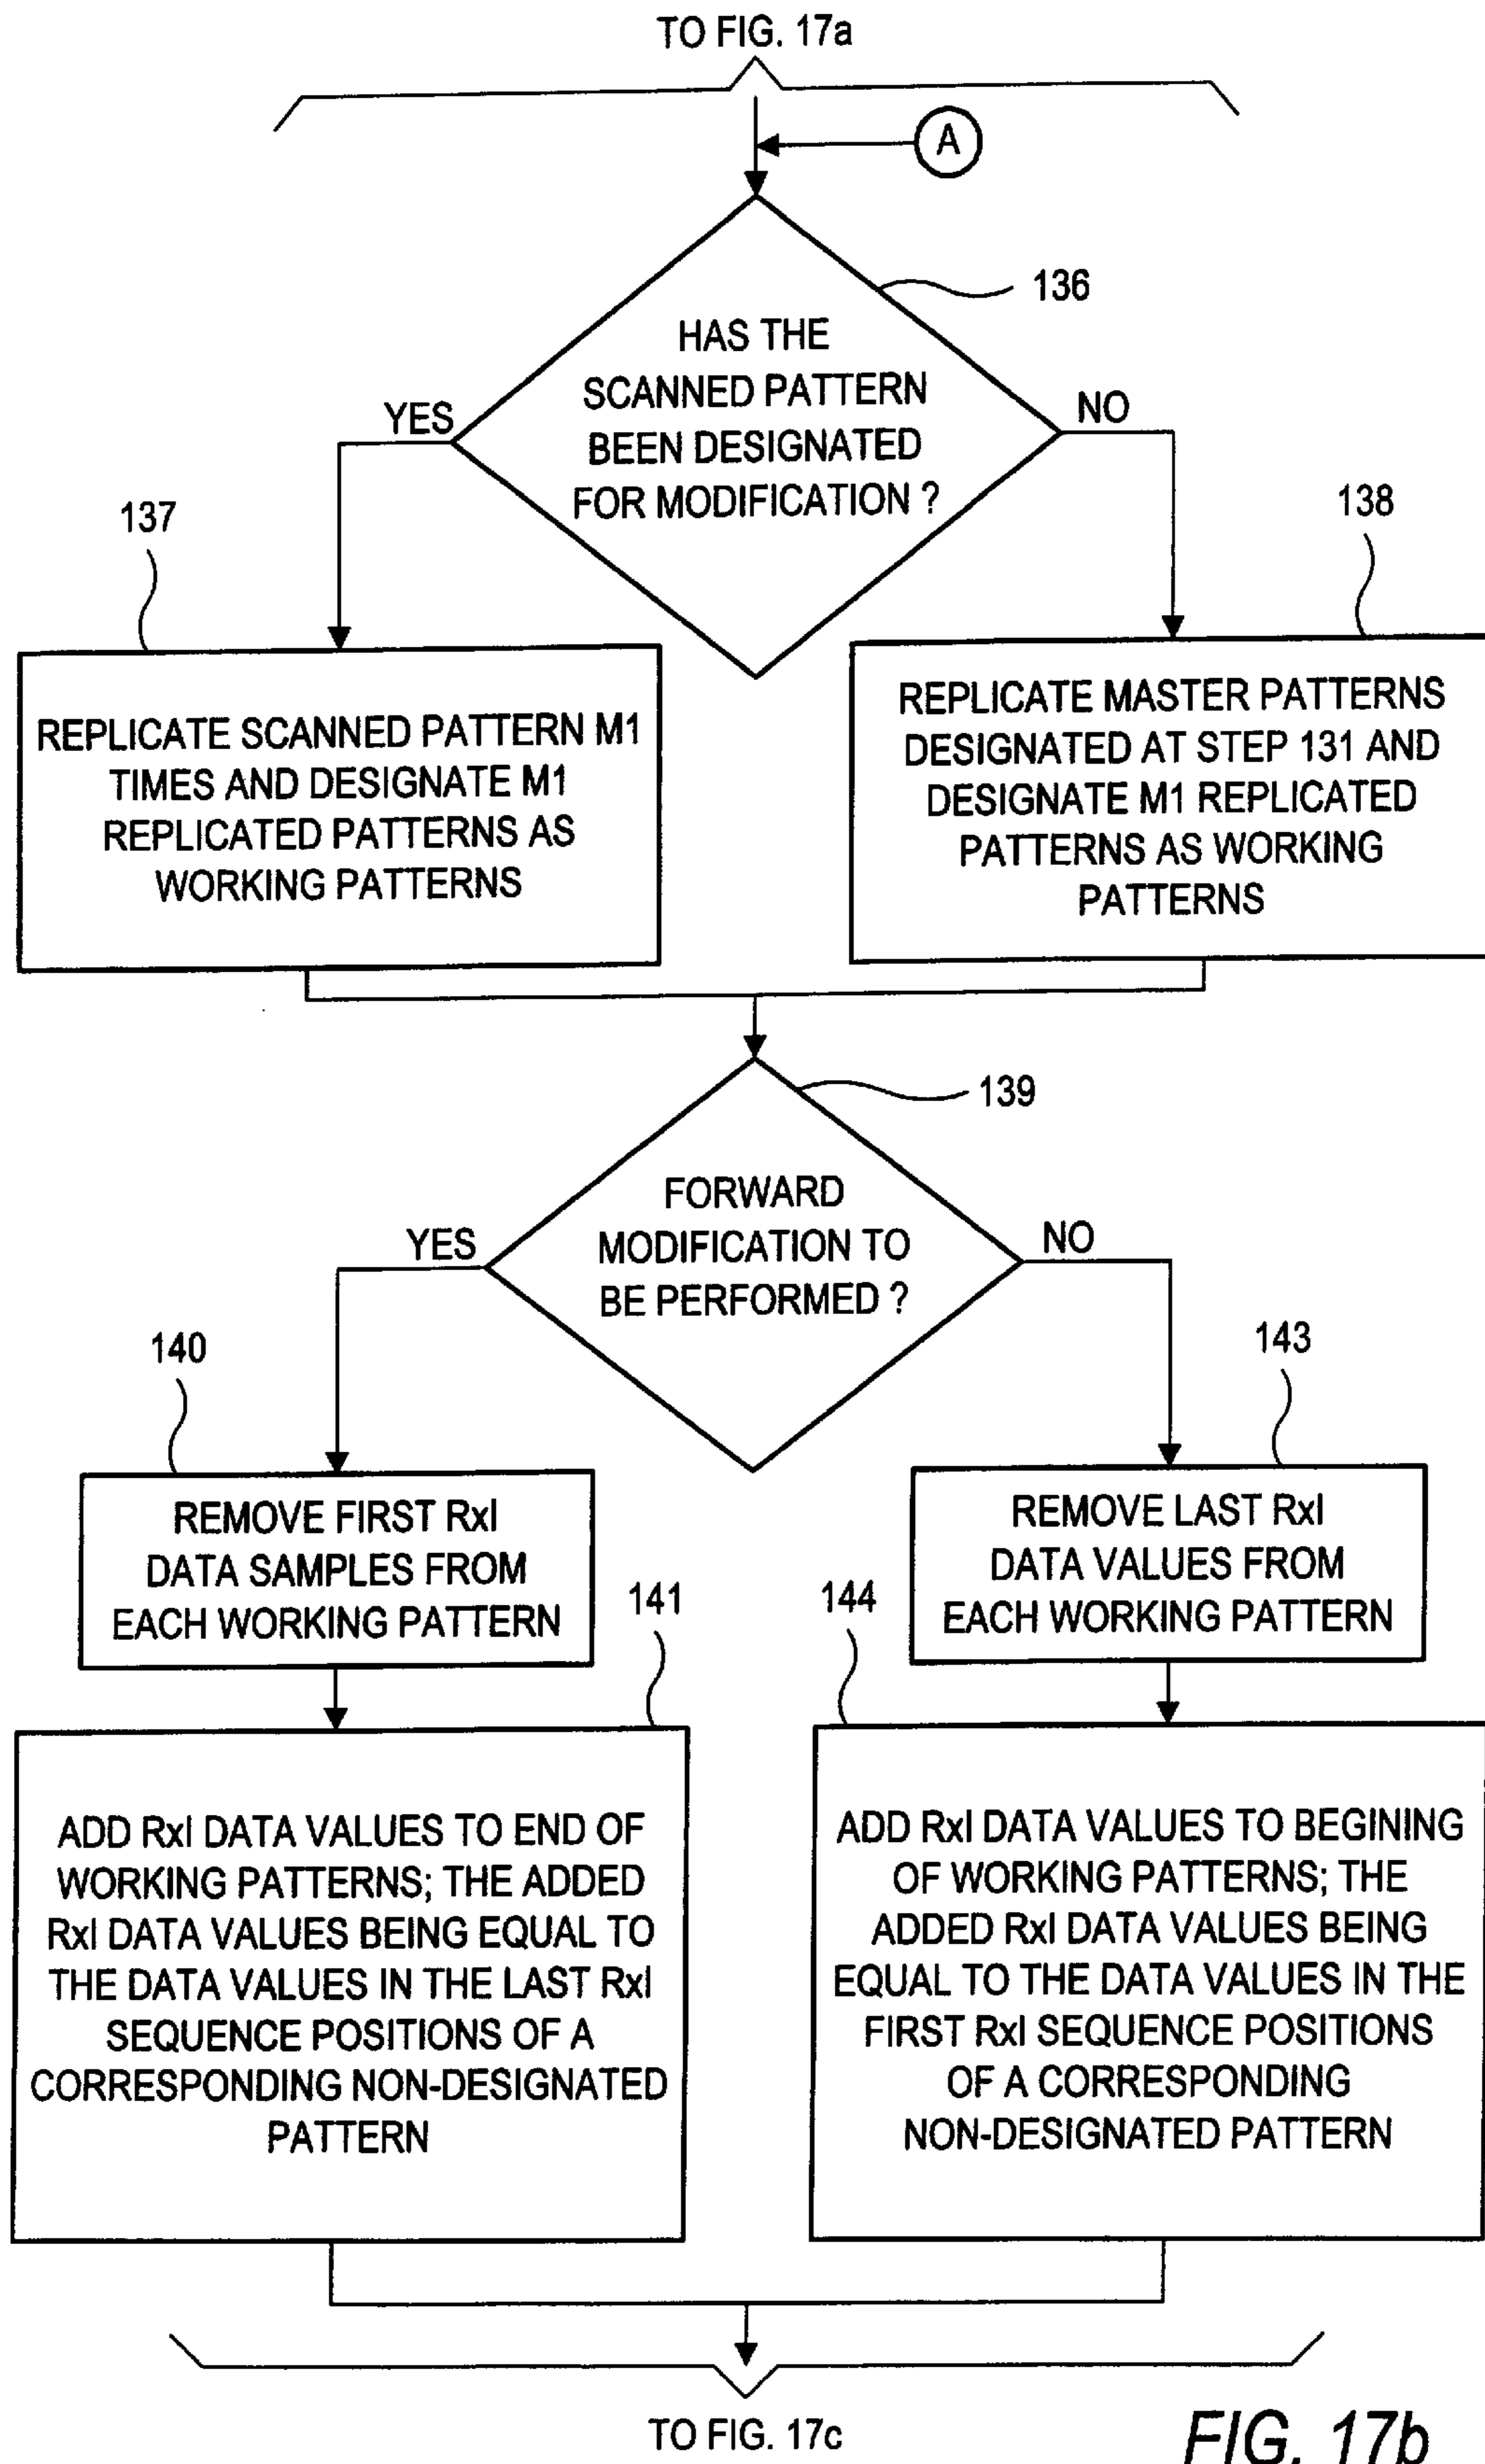 TO FIG. 17a
A
136
HAS THE
SCANNED PATTERN
BEEN DESIGNATED
FOR MODIFICATION ?
YES
NO
137
138
REPLICATE SCANNED PATTERN M1
TIMES AND DESIGNATE M1
REPLICATED PATTERNS AS
WORKING PATTERNS
REPLICATE MASTER PATTERNS
DESIGNATED AT STEP 131 AND
DESIGNATE M1 REPLICATED
PATTERNS AS WORKING
PATTERNS
139
FORWARD
MODIFICATION TO
BE PERFORMED ?
YES
NO
140
143
REMOVE FIRST RxI
DATA SAMPLES FROM
EACH WORKING PATTERN
REMOVE LAST RxI
DATA VALUES FROM
EACH WORKING PATTERN
141
144
ADD RxI DATA VALUES TO END OF
WORKING PATTERNS; THE ADDED
RxI DATA VALUES BEING EQUAL TO
THE DATA VALUES IN THE LAST RxI
SEQUENCE POSITIONS OF A
CORRESPONDING NON-DESIGNATED
PATTERN
ADD RxI DATA VALUES TO BEGINING
OF WORKING PATTERNS; THE
ADDED RxI DATA VALUES BEING
EQUAL TO THE DATA VALUES IN THE
FIRST RxI SEQUENCE POSITIONS
OF A CORRESPONDING
NON-DESIGNATED PATTERN
TO FIG. 17c
FIG. 17b